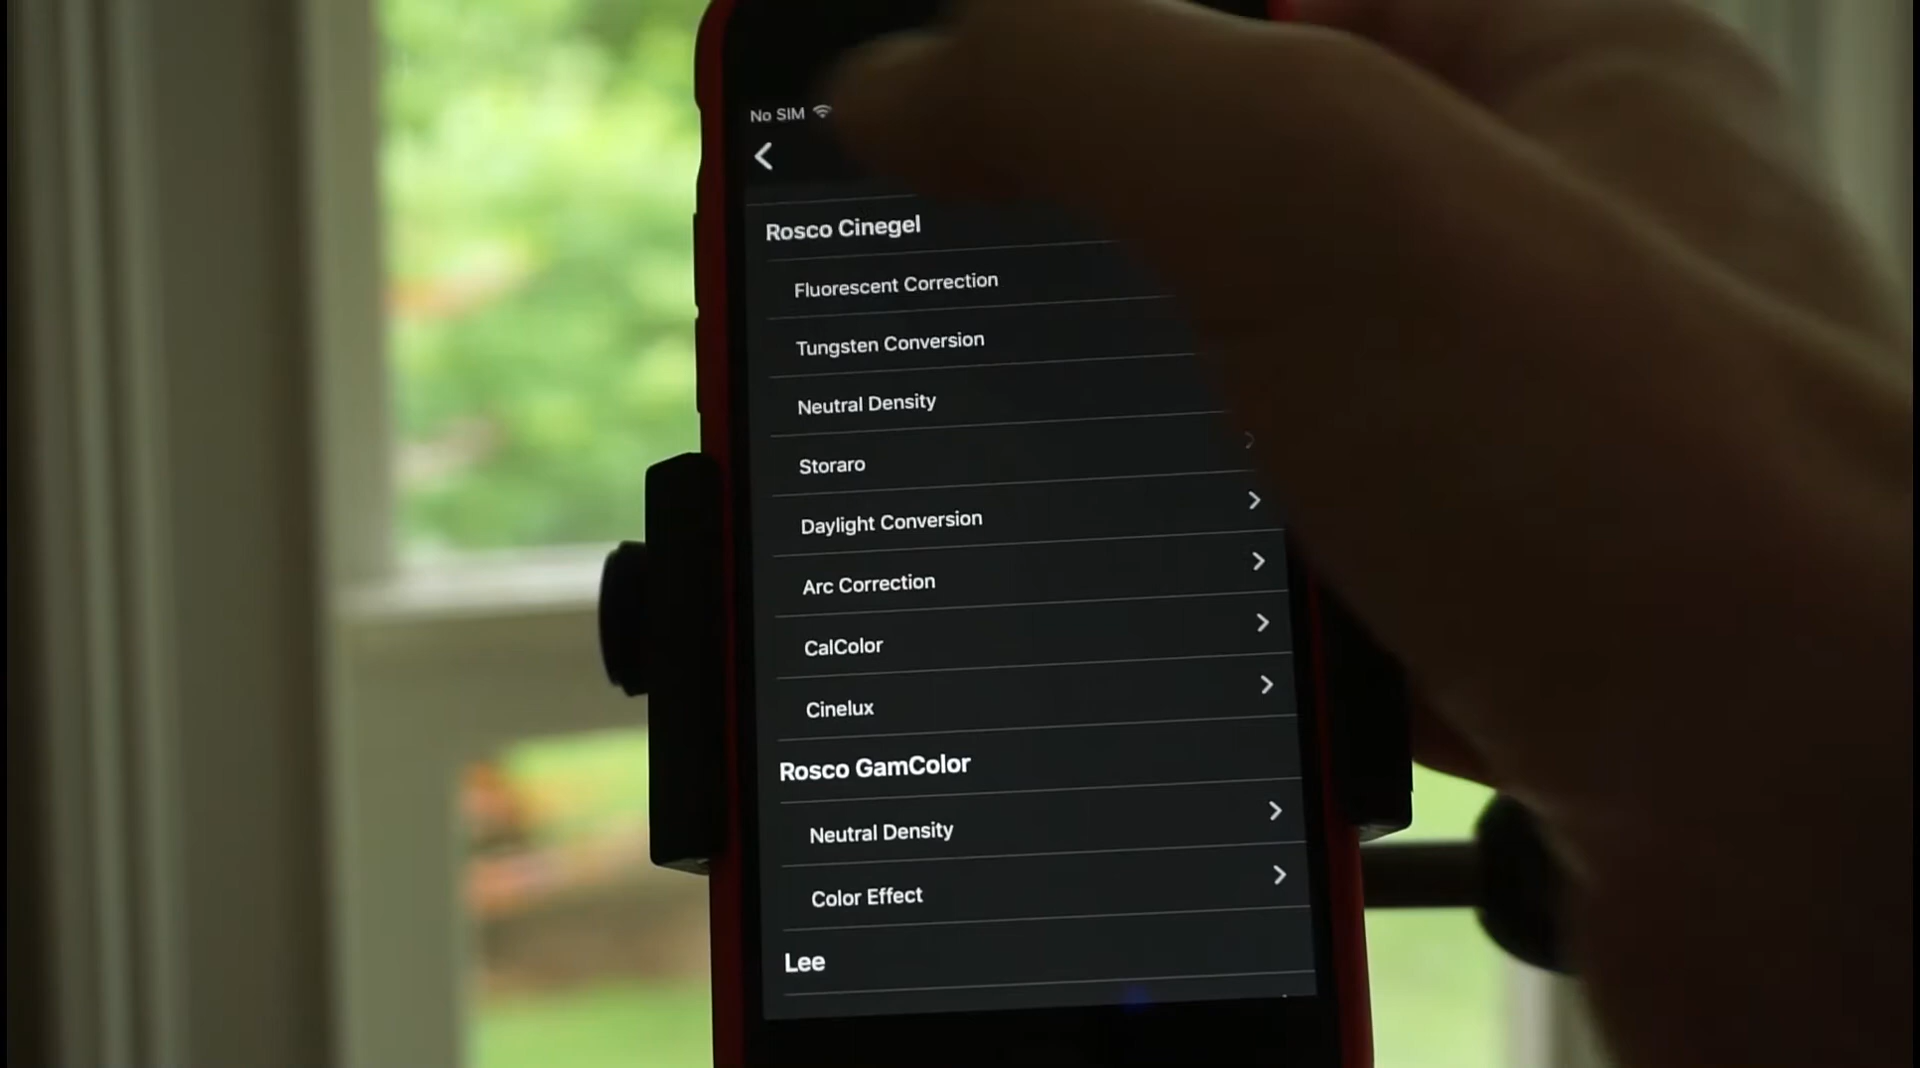 No SIM
Rosco Cinegel
Fluorescent Correction
Tungsten Conversion
Neutral Density
Storaro
Daylight Conversion
Arc Correction
CalColor
Cinelux
Rosco GamColor
Neutral Density
Color Effect
Lee